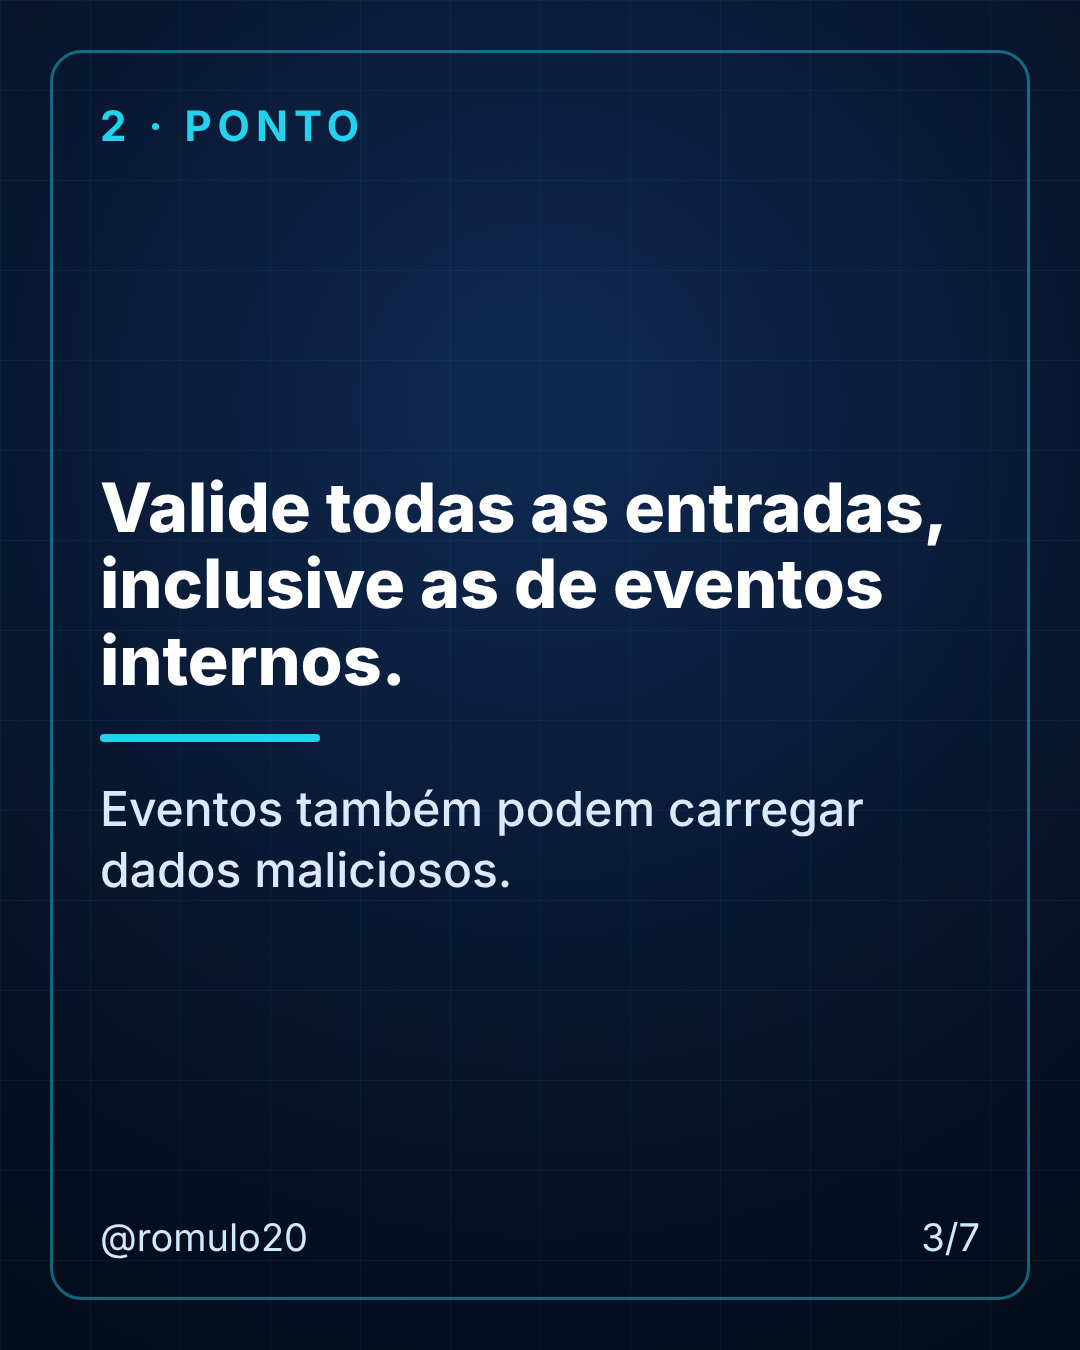 2 · PONTO
Valide todas as entradas,
inclusive as de eventos
internos.
Eventos também podem carregar
dados maliciosos.
@romulo20
3/7